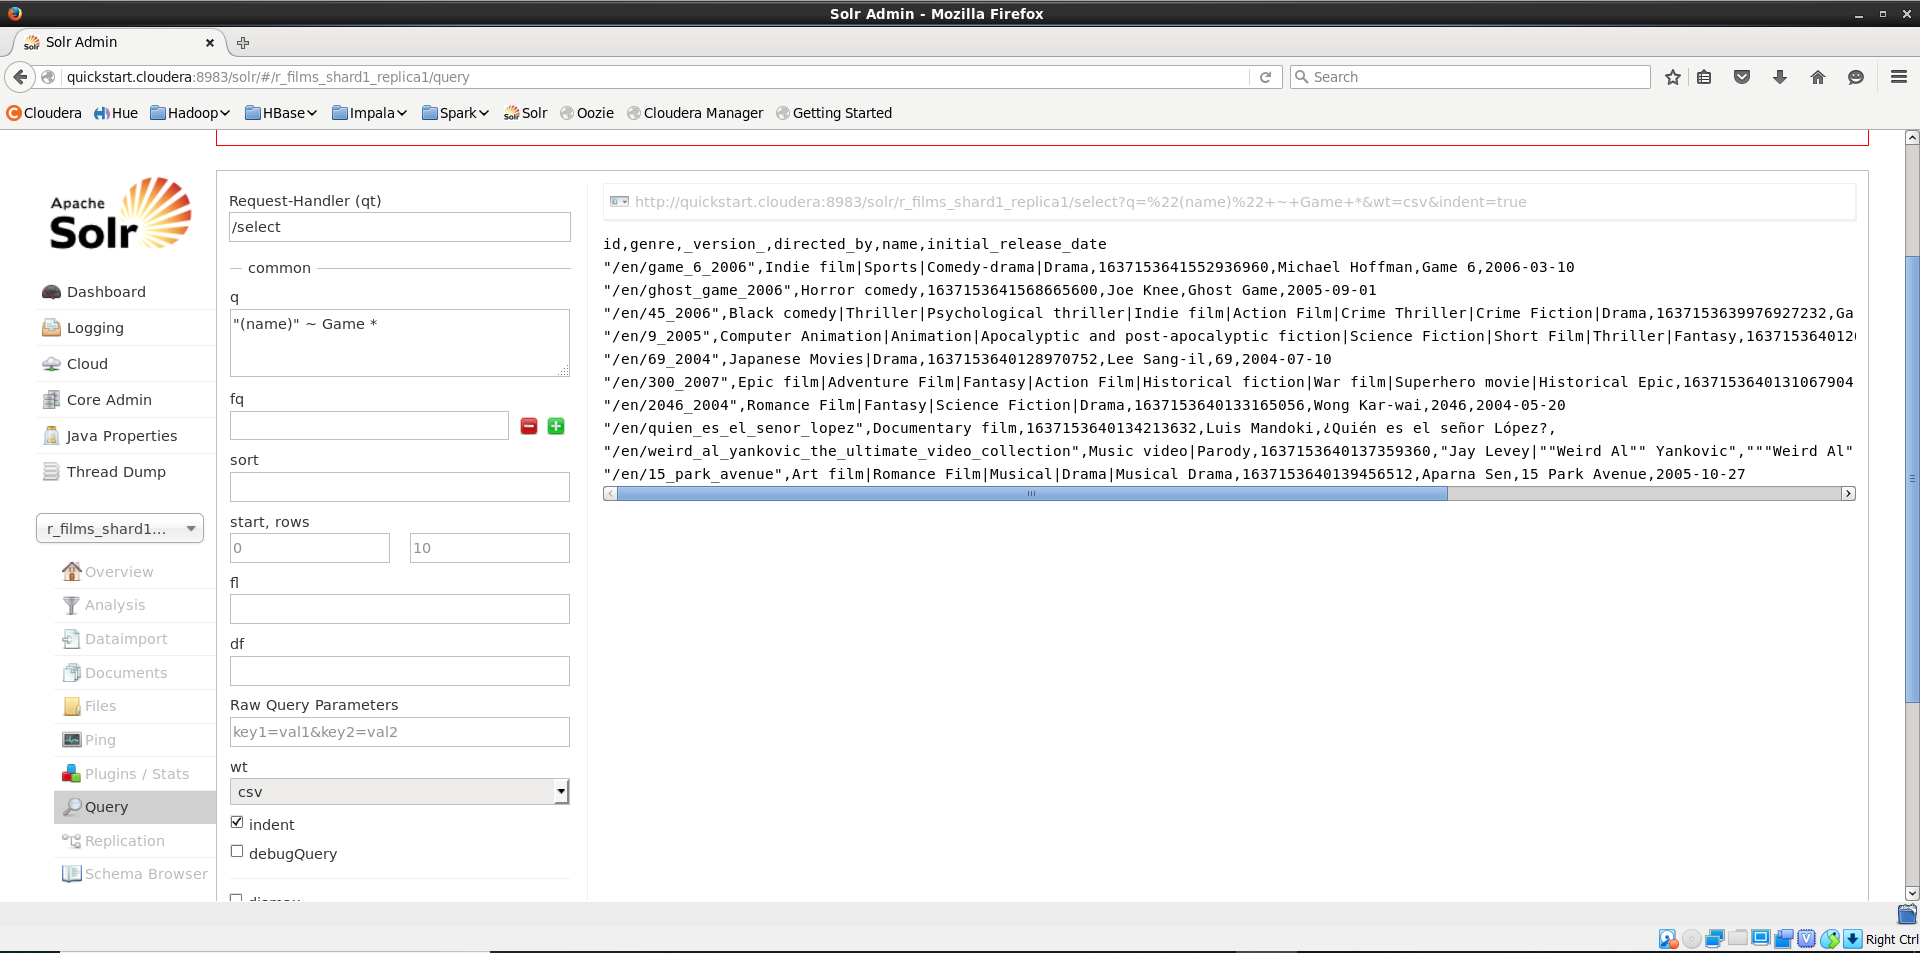 Solr Admin - Mozilla Firefox
Solr Admin
quickstart.cloudera:8983/solr/#/r_films_shard1_replica1/query
Search
Cloudera Hue Hadoop HBase Impala Spark Solr Oozie Cloudera Manager Getting Started
Apache
Solr
Dashboard
Logging
Cloud
Core Admin
Java Properties
Thread Dump
r_films_shard1...
Overview
Analysis
Dataimport
Documents
Files
Ping
Plugins / Stats
Query
Replication
Schema Browser
Request-Handler (qt)
/select
common
q
"(name)" ~ Game *
fq
sort
start, rows
0 10
fl
df
Raw Query Parameters
key1=val1&key2=val2
wt
csv
indent
debugQuery
http://quickstart.cloudera:8983/solr/r_films_shard1_replica1/select?q=%22(name)%22+~+Game+*&wt=csv&indent=true
id,genre,_version_,directed_by,name,initial_release_date
"/en/game_6_2006",Indie film|Sports|Comedy-drama|Drama,1637153641552936960,Michael Hoffman,Game 6,2006-03-10
"/en/ghost_game_2006",Horror comedy,1637153641568665600,Joe Knee,Ghost Game,2005-09-01
"/en/45_2006",Black comedy|Thriller|Psychological thriller|Indie film|Action Film|Crime Thriller|Crime Fiction|Drama,1637153639976927232,Ga
"/en/9_2005",Computer Animation|Animation|Apocalyptic and post-apocalyptic fiction|Science Fiction|Short Film|Thriller|Fantasy,163715364012
"/en/69_2004",Japanese Movies|Drama,1637153640128970752,Lee Sang-il,69,2004-07-10
"/en/300_2007",Epic film|Adventure Film|Fantasy|Action Film|Historical fiction|War film|Superhero movie|Historical Epic,1637153640131067904
"/en/2046_2004",Romance Film|Fantasy|Science Fiction|Drama,1637153640133165056,Wong Kar-wai,2046,2004-05-20
"/en/quien_es_el_senor_lopez",Documentary film,1637153640134213632,Luis Mandoki,¿Quién es el señor López?,
"/en/weird_al_yankovic_the_ultimate_video_collection",Music video|Parody,1637153640137359360,"Jay Levey|""Weird Al"" Yankovic","""Weird Al"
"/en/15_park_avenue",Art film|Romance Film|Musical|Drama|Musical Drama,1637153640139456512,Aparna Sen,15 Park Avenue,2005-10-27
Right Ctrl